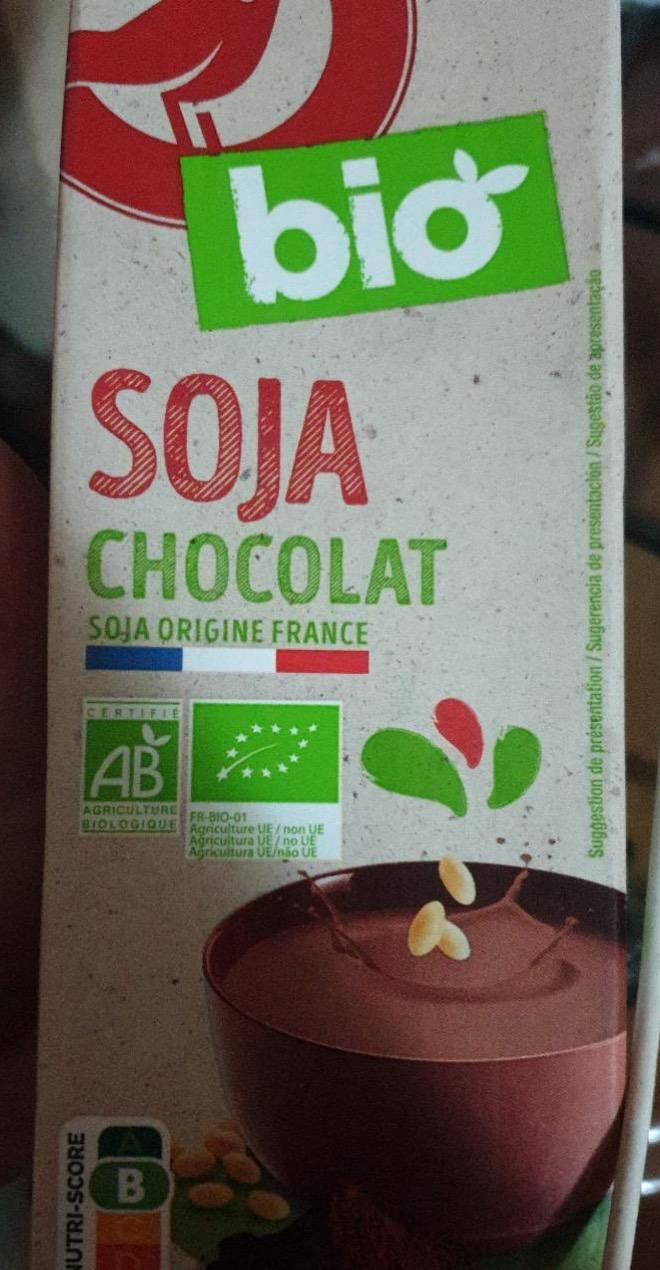 bio
SOJA
CHOCOLAT
SOJA ORIGINE FRANCE
CERTIFIÉ
AB
AGRICULTURE
BIOLOGIQUE
FR-BIO-01
Agriculture UE / non UE
Agricultura UE / no UE
Agricultura UE/não UE
Suggestion de présentation / Sugerencia de presentación / Sugestão de apresentação
NUTRI-SCORE
A
B
C
D